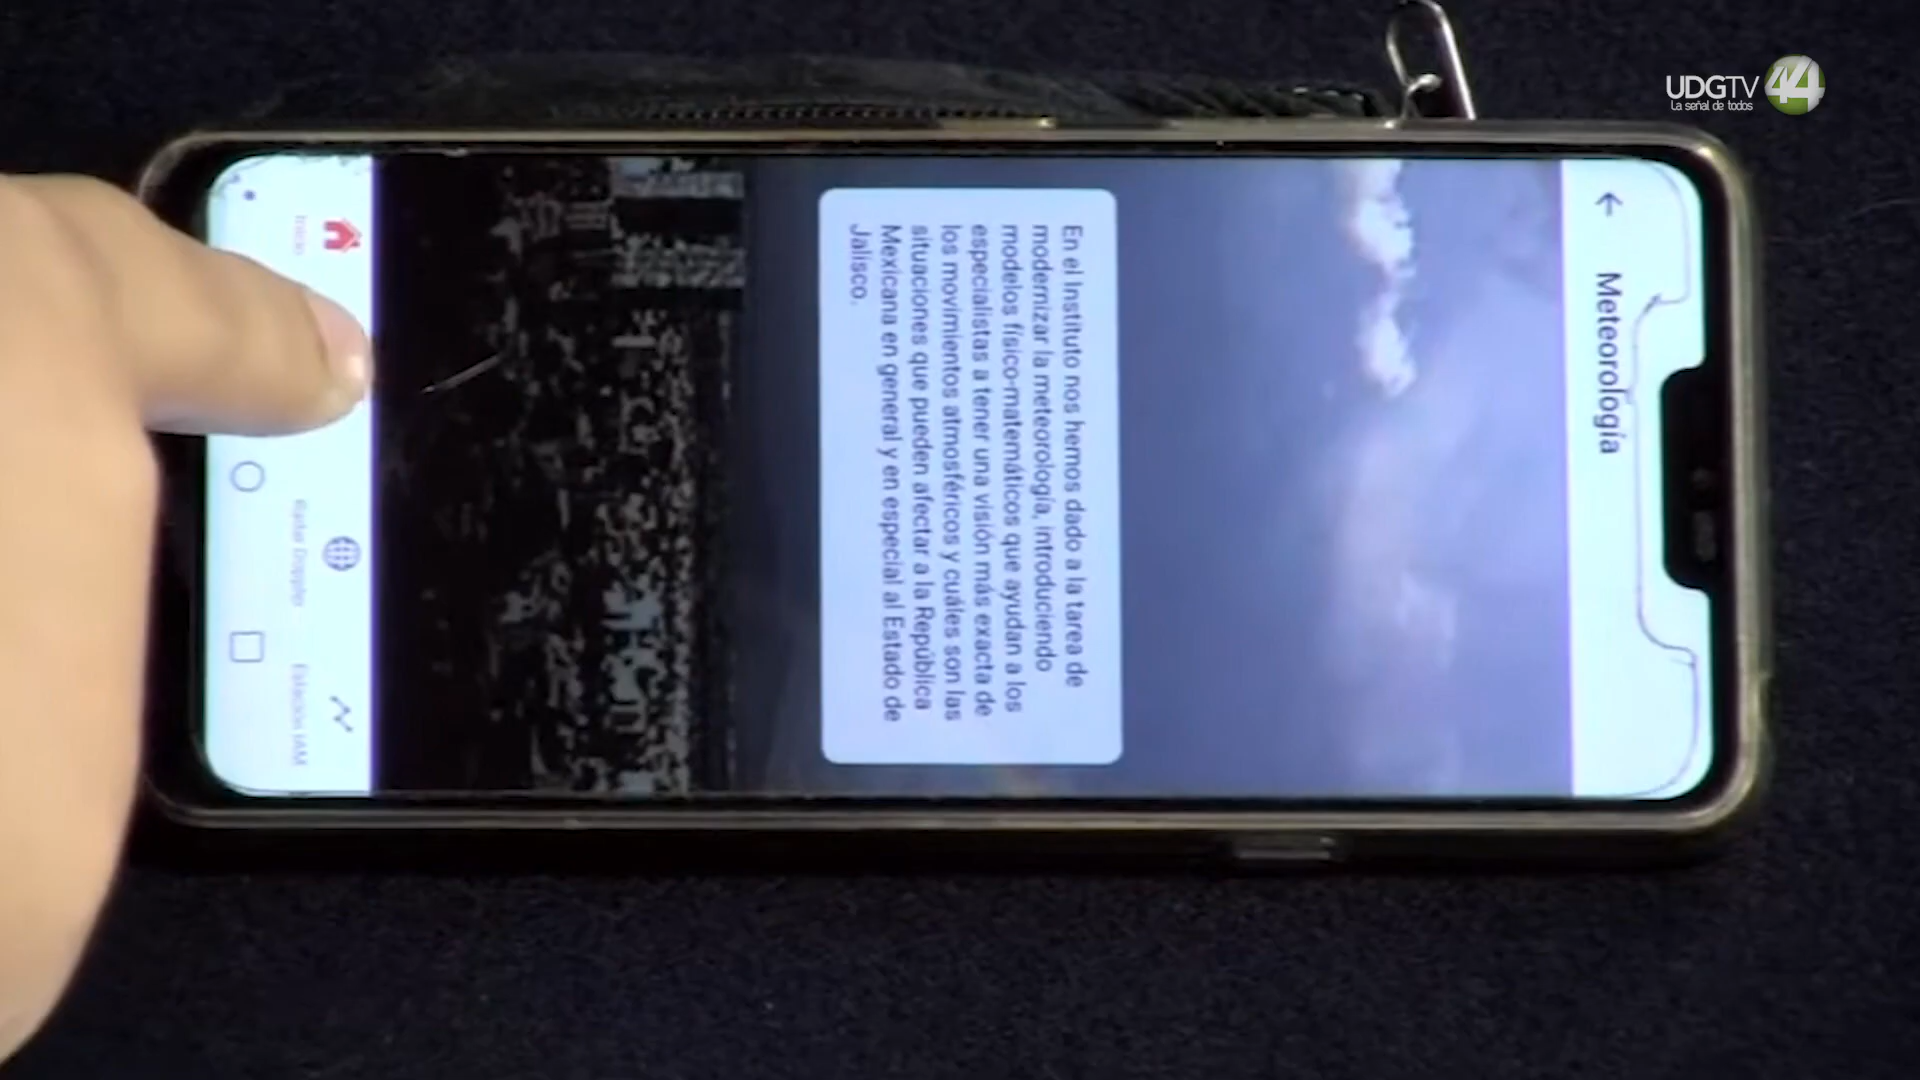 UDGTV 44
La señal de todos
Meteorología
En el Instituto nos hemos dado a la tarea de
modernizar la meteorología, introduciendo
modelos físico-matemáticos que ayudan a los
especialistas a tener una visión más exacta de
los movimientos atmosféricos y cuáles son las
situaciones que pueden afectar a la República
Mexicana en general y en especial al Estado de
Jalisco.
Inicio
Radar Doppler
Estación IAM